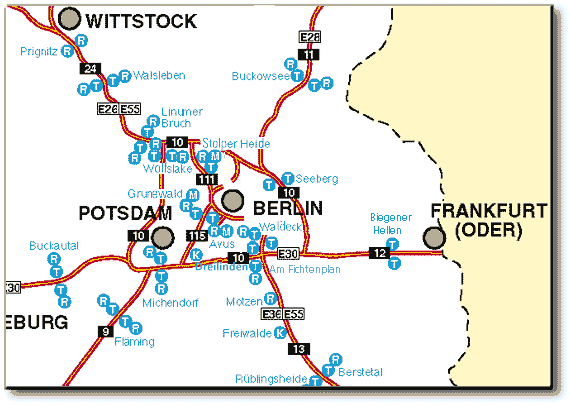 WITTSTOCK
Prignitz
R
R
24
Walsleben
R
T
T
R
E26 E55
Linumer
Bruch
R
T
R
T
R
T
T
R
Wolfslake
10
Stolper Heide
R
M
T
111
E28
11
Buckowsee
R
T
T
R
Seeberg
T
T
10
Grunewald
M
R
T
T
BERLIN
POTSDAM
10
115
R
M
Avus
K
Waldeck
R
T
T
T
T
R
Breilinden
10
E30
Am Fichtenplan
12
Biegener
Hellen
T
T
FRANKFURT
(ODER)
Buckautal
R
T
T
R
E30
EBURG
R
T
T
R
Michendorf
9
R
R
T
T
R
Fläming
Motzen
R
E36 E55
Freiwalde
K
13
Rüblingsheide
T
T
R
Berstetal